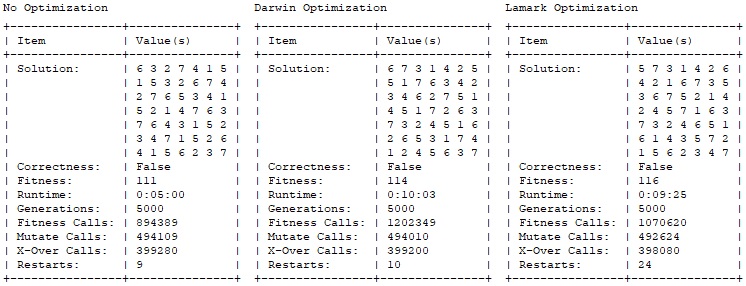 No Optimization Darwin Optimization Lamark Optimization
+---------------+-------------+ +---------------+-------------+ +---------------+-------------+
| Item | Value(s) | | Item | Value(s) | | Item | Value(s) |
+---------------+-------------+ +---------------+-------------+ +---------------+-------------+
| Solution: | 6 3 2 7 4 1 5 | | Solution: | 6 7 3 1 4 2 5 | | Solution: | 5 7 3 1 4 2 6 |
| | 1 5 3 2 6 7 4 | | | 5 1 7 6 3 4 2 | | | 4 2 1 6 7 3 5 |
| | 2 7 6 5 3 4 1 | | | 3 4 6 2 7 5 1 | | | 3 6 7 5 2 1 4 |
| | 5 2 1 4 7 6 3 | | | 4 5 1 7 2 6 3 | | | 2 4 5 7 1 6 3 |
| | 7 6 4 3 1 5 2 | | | 7 3 2 4 5 1 6 | | | 7 3 2 4 6 5 1 |
| | 3 4 7 1 5 2 6 | | | 2 6 5 3 1 7 4 | | | 6 1 4 3 5 7 2 |
| | 4 1 5 6 2 3 7 | | | 1 2 4 5 6 3 7 | | | 1 5 6 2 3 4 7 |
| Correctness: | False | | Correctness: | False | | Correctness: | False |
| Fitness: | 111 | | Fitness: | 114 | | Fitness: | 116 |
| Runtime: | 0:05:00 | | Runtime: | 0:10:03 | | Runtime: | 0:09:25 |
| Generations: | 5000 | | Generations: | 5000 | | Generations: | 5000 |
| Fitness Calls: | 894389 | | Fitness Calls: | 1202349 | | Fitness Calls: | 1070620 |
| Mutate Calls: | 494109 | | Mutate Calls: | 494010 | | Mutate Calls: | 492624 |
| X-Over Calls: | 399280 | | X-Over Calls: | 399200 | | X-Over Calls: | 398080 |
| Restarts: | 9 | | Restarts: | 10 | | Restarts: | 24 |
+---------------+-------------+ +---------------+-------------+ +---------------+-------------+